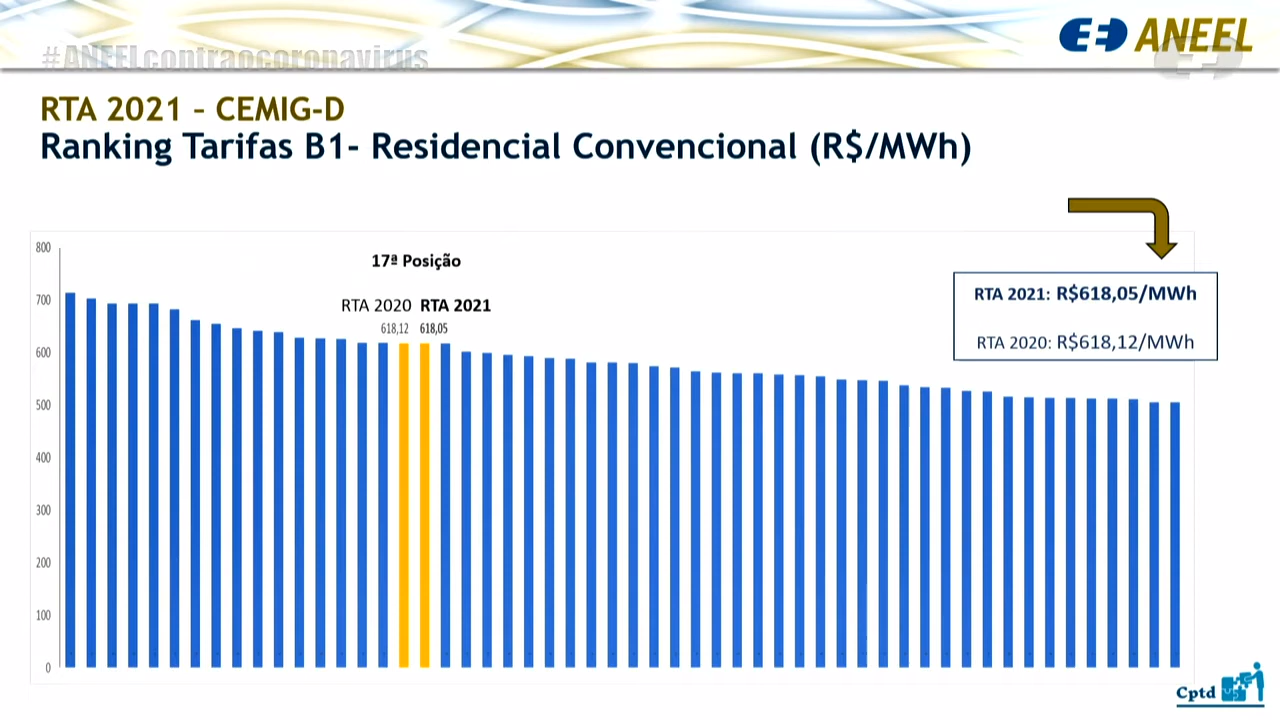 #ANEELcontraocoronavirus
ANEEL
RTA 2021 – CEMIG-D
Ranking Tarifas B1- Residencial Convencional (R$/MWh)
800
700
600
500
400
300
200
100
0
17ª Posição
RTA 2020 RTA 2021
618,12 618,05
RTA 2021: R$618,05/MWh
RTA 2020: R$618,12/MWh
Cptd